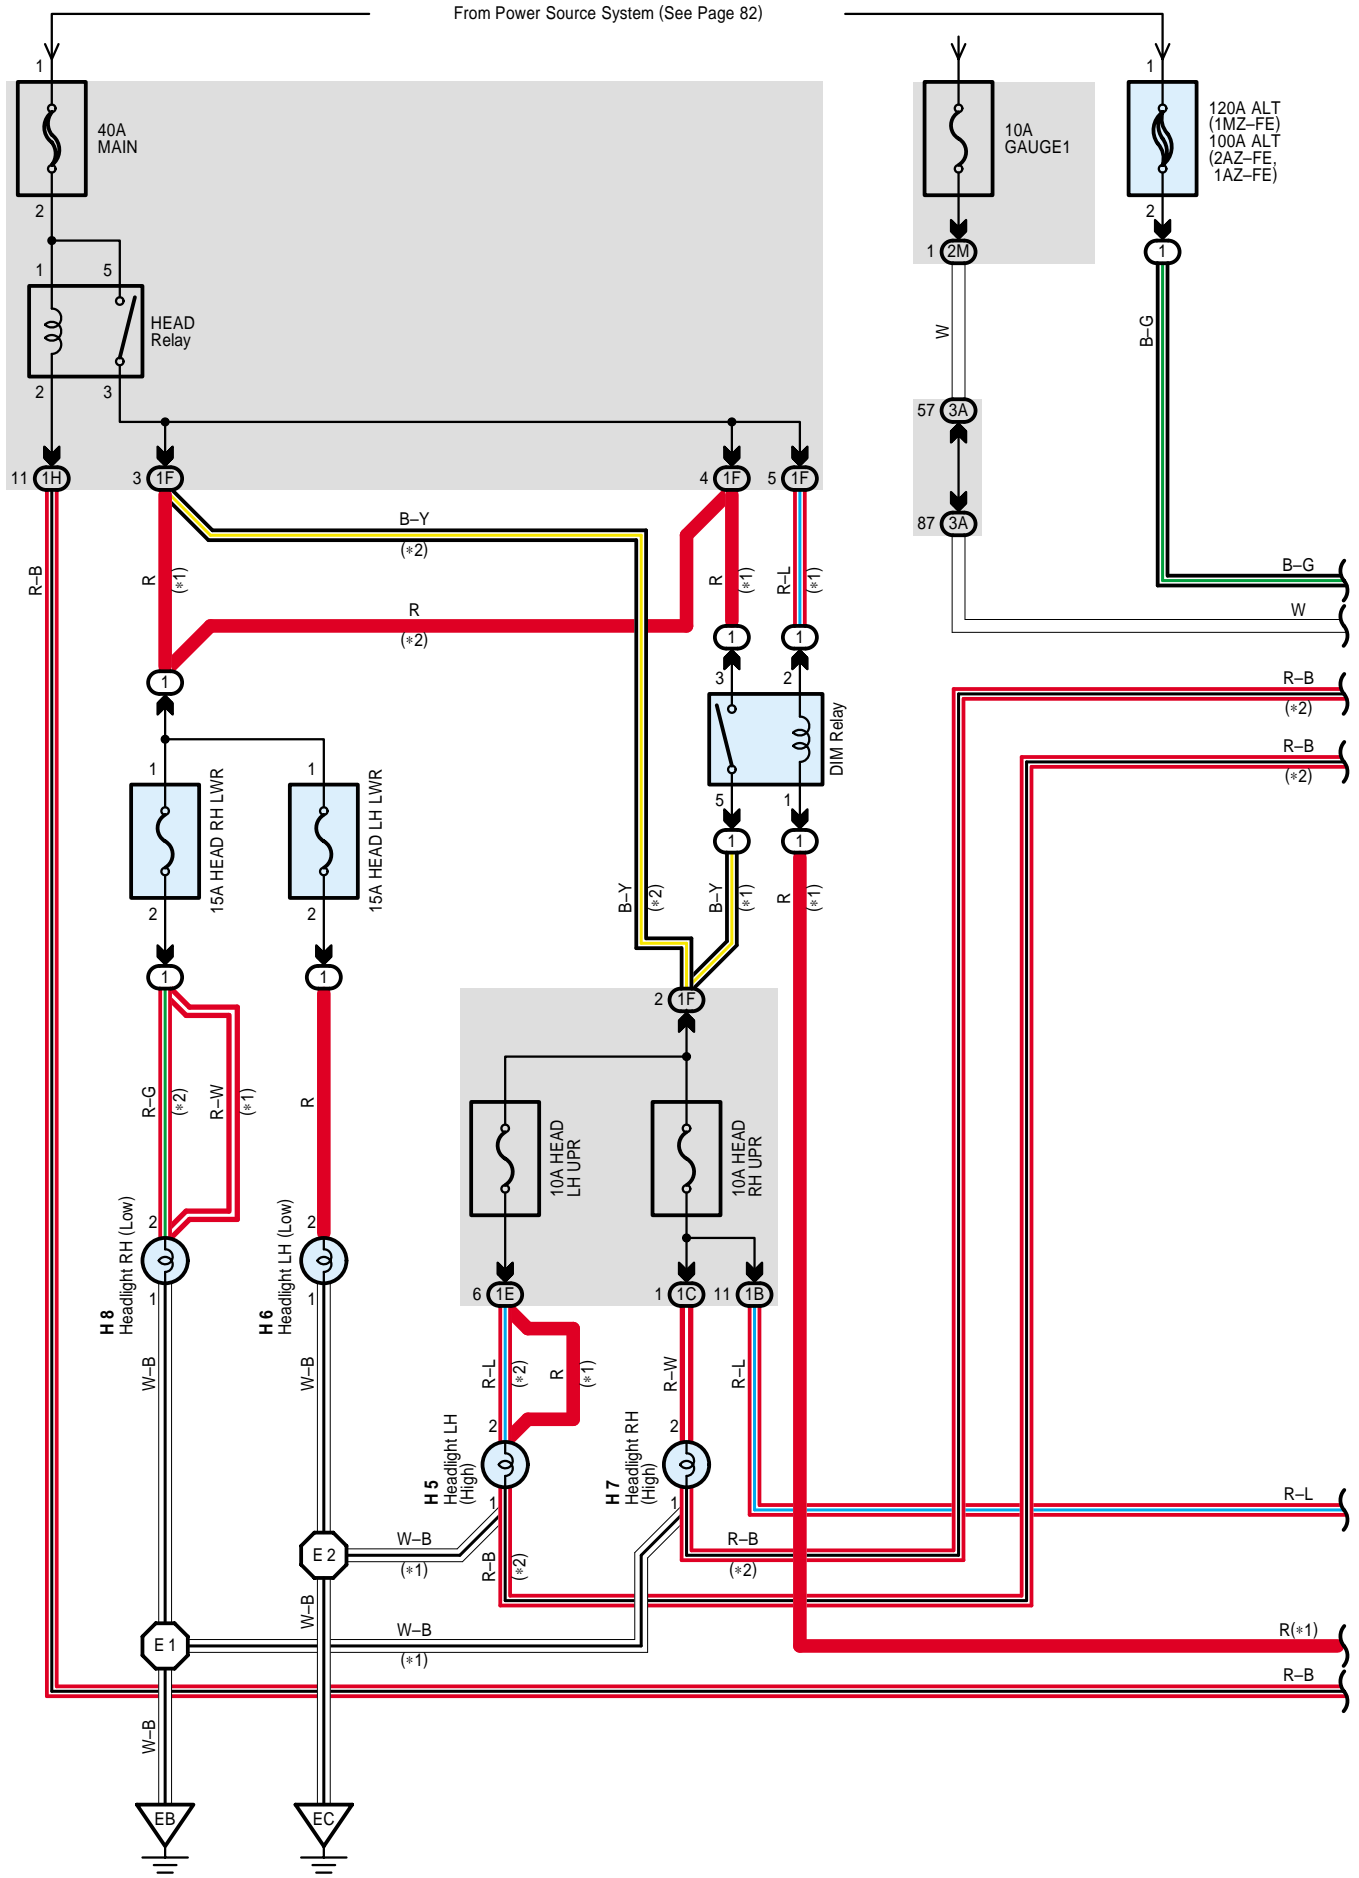 From Power Source System (See Page 82)
1
1
40A
MAIN
10A
GAUGE1
120A ALT
(1MZ–FE)
100A ALT
(2AZ–FE,
1AZ–FE)
2
2
1 2M
1
1 5
HEAD
Relay
W
B–G
2 3
57 3A
11 1H
3 1F
4 1F
5 1F
87 3A
B–Y
(∗2)
R–B
R
(∗1)
R
(∗1)
R–L
(∗1)
B–G
R
(∗2)
W
1
1
1
3 2
R–B
(∗2)
DIM Relay
R–B
(∗2)
1 1
15A HEAD RH LWR
15A HEAD LH LWR
5 1
1
1
2 2
B–Y
(∗2)
B–Y
(∗1)
R
(∗1)
1
1
2 1F
R–G
(∗2)
R–W
(∗1)
R
10A HEAD
LH UPR
10A HEAD
RH UPR
2
2
H 8
Headlight RH (Low)
H 6
Headlight LH (Low)
1
1
6 1E
1 1C
11 1B
W–B
W–B
R–L
(∗2)
R
(∗1)
R–W
R–L
2
2
H 5
Headlight LH
(High)
H 7
Headlight RH
(High)
1
1
R–L
E 2
W–B
(∗1)
R–B
(∗2)
R–B
(∗2)
W–B
E 1
W–B
(∗1)
R(∗1)
R–B
W–B
EB
EC